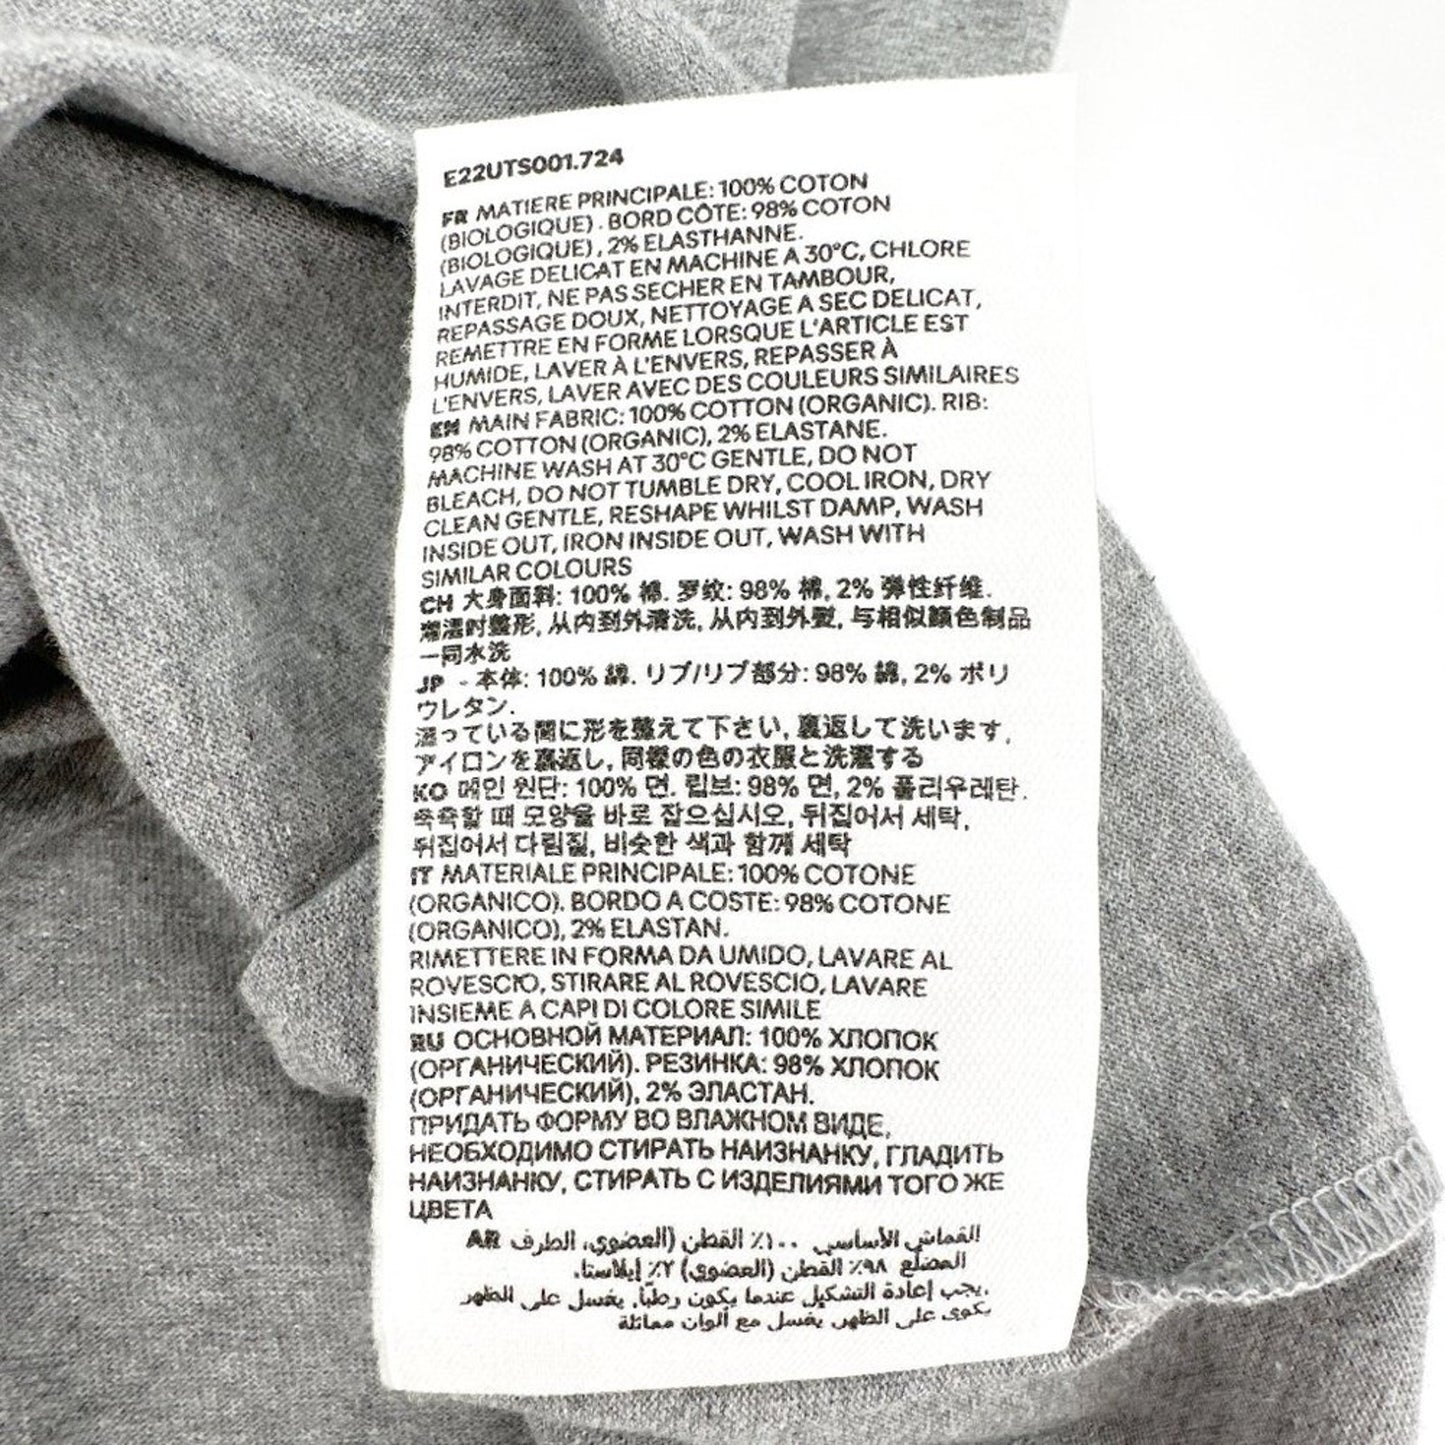 E22UTS001.724
FR MATIERE PRINCIPALE: 100% COTON
(BIOLOGIQUE). BORD CÔTE: 98% COTON
(BIOLOGIQUE), 2% ELASTHANNE.
LAVAGE DELICAT EN MACHINE A 30°C, CHLORE
INTERDIT, NE PAS SECHER EN TAMBOUR,
REPASSAGE DOUX, NETTOYAGE A SEC DELICAT,
REMETTRE EN FORME LORSQUE L'ARTICLE EST
HUMIDE, LAVER À L'ENVERS, REPASSER À
L'ENVERS, LAVER AVEC DES COULEURS SIMILAIRES
EN MAIN FABRIC: 100% COTTON (ORGANIC). RIB:
98% COTTON (ORGANIC), 2% ELASTANE.
MACHINE WASH AT 30°C GENTLE, DO NOT
BLEACH, DO NOT TUMBLE DRY, COOL IRON, DRY
CLEAN GENTLE, RESHAPE WHILST DAMP, WASH
INSIDE OUT, IRON INSIDE OUT, WASH WITH
SIMILAR COLOURS
CH 大身面料: 100% 棉. 罗纹: 98% 棉, 2% 弹性纤维.
潮湿时整形, 从内到外清洗, 从内到外熨, 与相似顏色制品
一同水洗
JP - 本体: 100% 綿. リブ/リブ部分: 98% 綿, 2% ポリ
ウレタン.
湿っている間に形を整えて下さい, 裏返して洗います,
アイロンを裏返し, 同様の色の衣服と洗濯する
KO 메인 원단: 100% 면. 립브: 98% 면, 2% 폴리우레탄.
축축할 때 모양을 바로 잡으십시오, 뒤집어서 세탁,
뒤집어서 다림질, 비슷한 색과 함께 세탁
IT MATERIALE PRINCIPALE: 100% COTONE
(ORGANICO). BORDO A COSTE: 98% COTONE
(ORGANICO), 2% ELASTAN.
RIMETTERE IN FORMA DA UMIDO, LAVARE AL
ROVESCIO, STIRARE AL ROVESCIO, LAVARE
INSIEME A CAPI DI COLORE SIMILE
RU ОСНОВНОЙ МАТЕРИАЛ: 100% ХЛОПОК
(ОРГАНИЧЕСКИЙ). РЕЗИНКА: 98% ХЛОПОК
(ОРГАНИЧЕСКИЙ), 2% ЭЛАСТАН.
ПРИДАТЬ ФОРМУ ВО ВЛАЖНОМ ВИДЕ,
НЕОБХОДИМО СТИРАТЬ НАИЗНАНКУ, ГЛАДИТЬ
НАИЗНАНКУ, СТИРАТЬ С ИЗДЕЛИЯМИ ТОГО ЖЕ
ЦВЕТА
AR القماش الأساسي ١٠٠٪ القطن (العضوي، الطرف
المضلع ٩٨٪ القطن (العضوي) ٢٪ إيلاستا،
يجب إعادة التشكيل عندما يكون رطبًا، يغسل على الظهر،
يكوى على الظهر، يغسل مع ألوان مماثلة